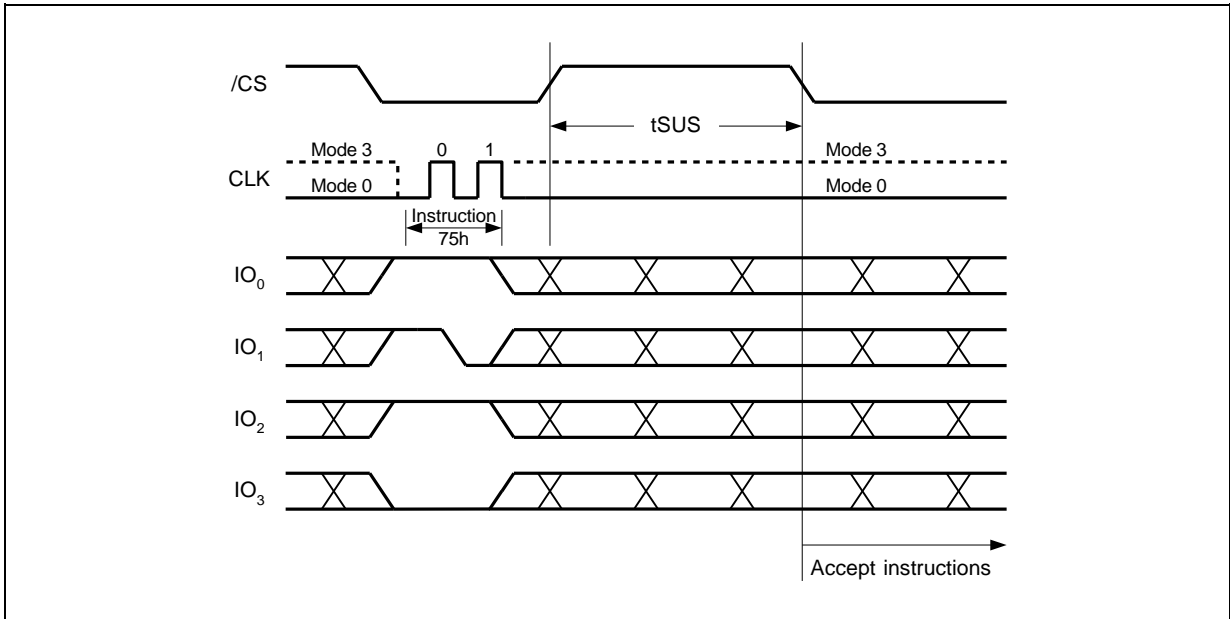 /CS
tSUS
Mode 3 0 1 Mode 3
CLK
Mode 0 Mode 0
Instruction
75h
IO0
IO1
IO2
IO3
Accept instructions